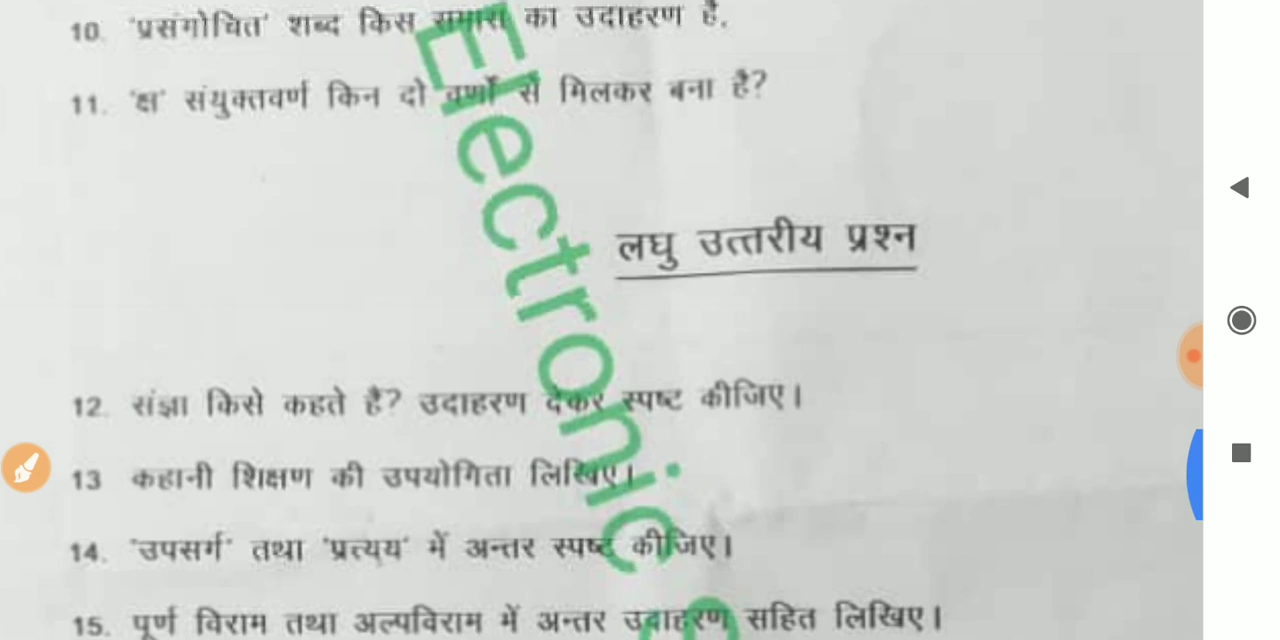 10. 'प्रसंगोचित' शब्द किस समास का उदाहरण है.
11. 'क्ष' संयुक्तवर्ण किन दो वर्णों से मिलकर बना है?
लघु उत्तरीय प्रश्न
12. संज्ञा किसे कहते है? उदाहरण देकर स्पष्ट कीजिए।
13 कहानी शिक्षण की उपयोगिता लिखिए।
14. 'उपसर्ग' तथा 'प्रत्यय' में अन्तर स्पष्ट कीजिए।
15. पूर्ण विराम तथा अल्पविराम में अन्तर उदाहरण सहित लिखिए।
Electronic